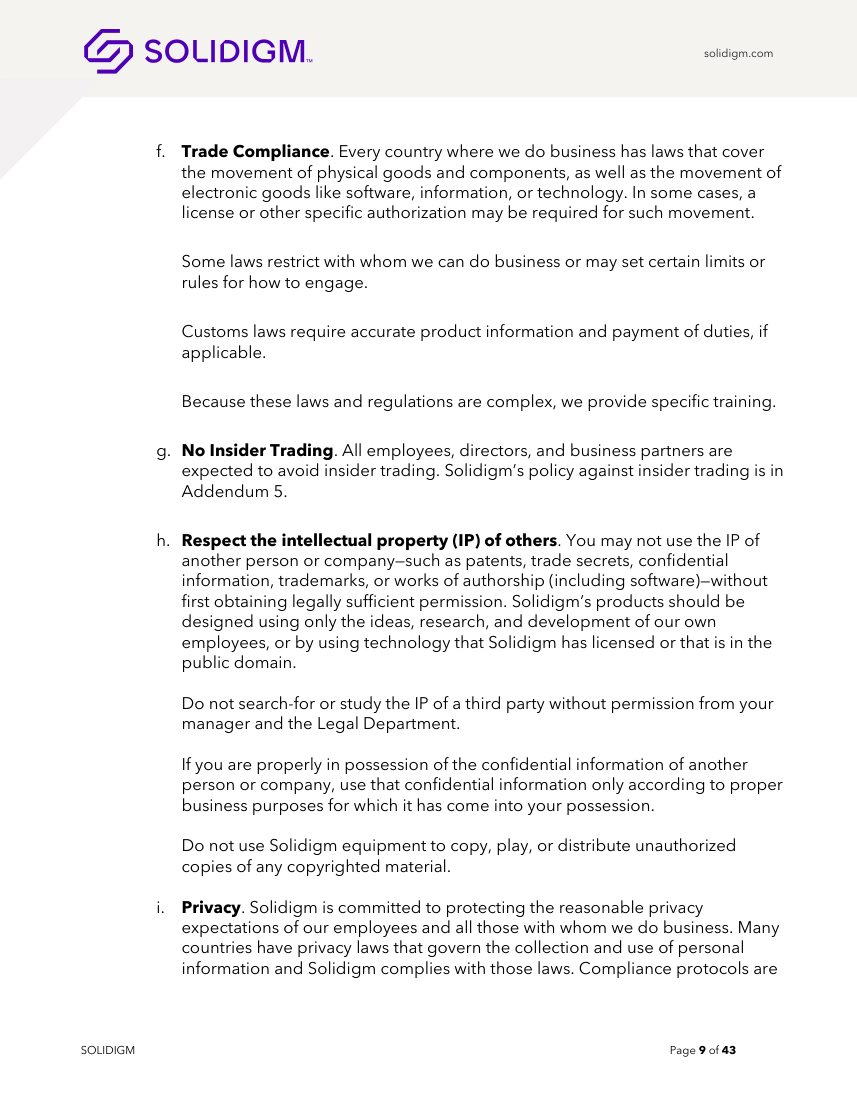 SOLIDIGM™
solidigm.com
f. Trade Compliance. Every country where we do business has laws that cover
the movement of physical goods and components, as well as the movement of
electronic goods like software, information, or technology. In some cases, a
license or other specific authorization may be required for such movement.
Some laws restrict with whom we can do business or may set certain limits or
rules for how to engage.
Customs laws require accurate product information and payment of duties, if
applicable.
Because these laws and regulations are complex, we provide specific training.
g. No Insider Trading. All employees, directors, and business partners are
expected to avoid insider trading. Solidigm’s policy against insider trading is in
Addendum 5.
h. Respect the intellectual property (IP) of others. You may not use the IP of
another person or company—such as patents, trade secrets, confidential
information, trademarks, or works of authorship (including software)—without
first obtaining legally sufficient permission. Solidigm’s products should be
designed using only the ideas, research, and development of our own
employees, or by using technology that Solidigm has licensed or that is in the
public domain.
Do not search-for or study the IP of a third party without permission from your
manager and the Legal Department.
If you are properly in possession of the confidential information of another
person or company, use that confidential information only according to proper
business purposes for which it has come into your possession.
Do not use Solidigm equipment to copy, play, or distribute unauthorized
copies of any copyrighted material.
i. Privacy. Solidigm is committed to protecting the reasonable privacy
expectations of our employees and all those with whom we do business. Many
countries have privacy laws that govern the collection and use of personal
information and Solidigm complies with those laws. Compliance protocols are
SOLIDIGM
Page 9 of 43